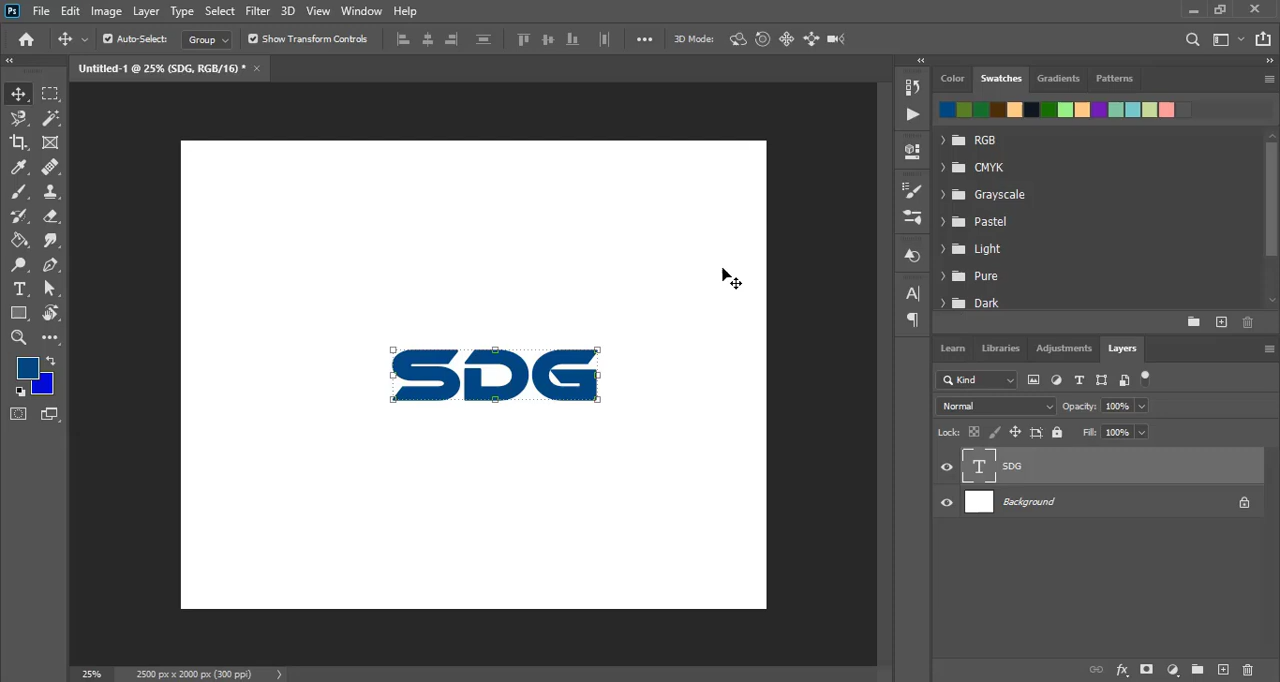 Ps File Edit Image Layer Type Select Filter 3D View Window Help
Auto-Select: Group Show Transform Controls 3D Mode:
Untitled-1 @ 25% (SDG, RGB/16) *
SDG
25% 2500 px x 2000 px (300 ppi)
Color Swatches Gradients Patterns
RGB
CMYK
Grayscale
Pastel
Light
Pure
Dark
Learn Libraries Adjustments Layers
Kind
Normal Opacity: 100%
Lock: Fill: 100%
T SDG
Background